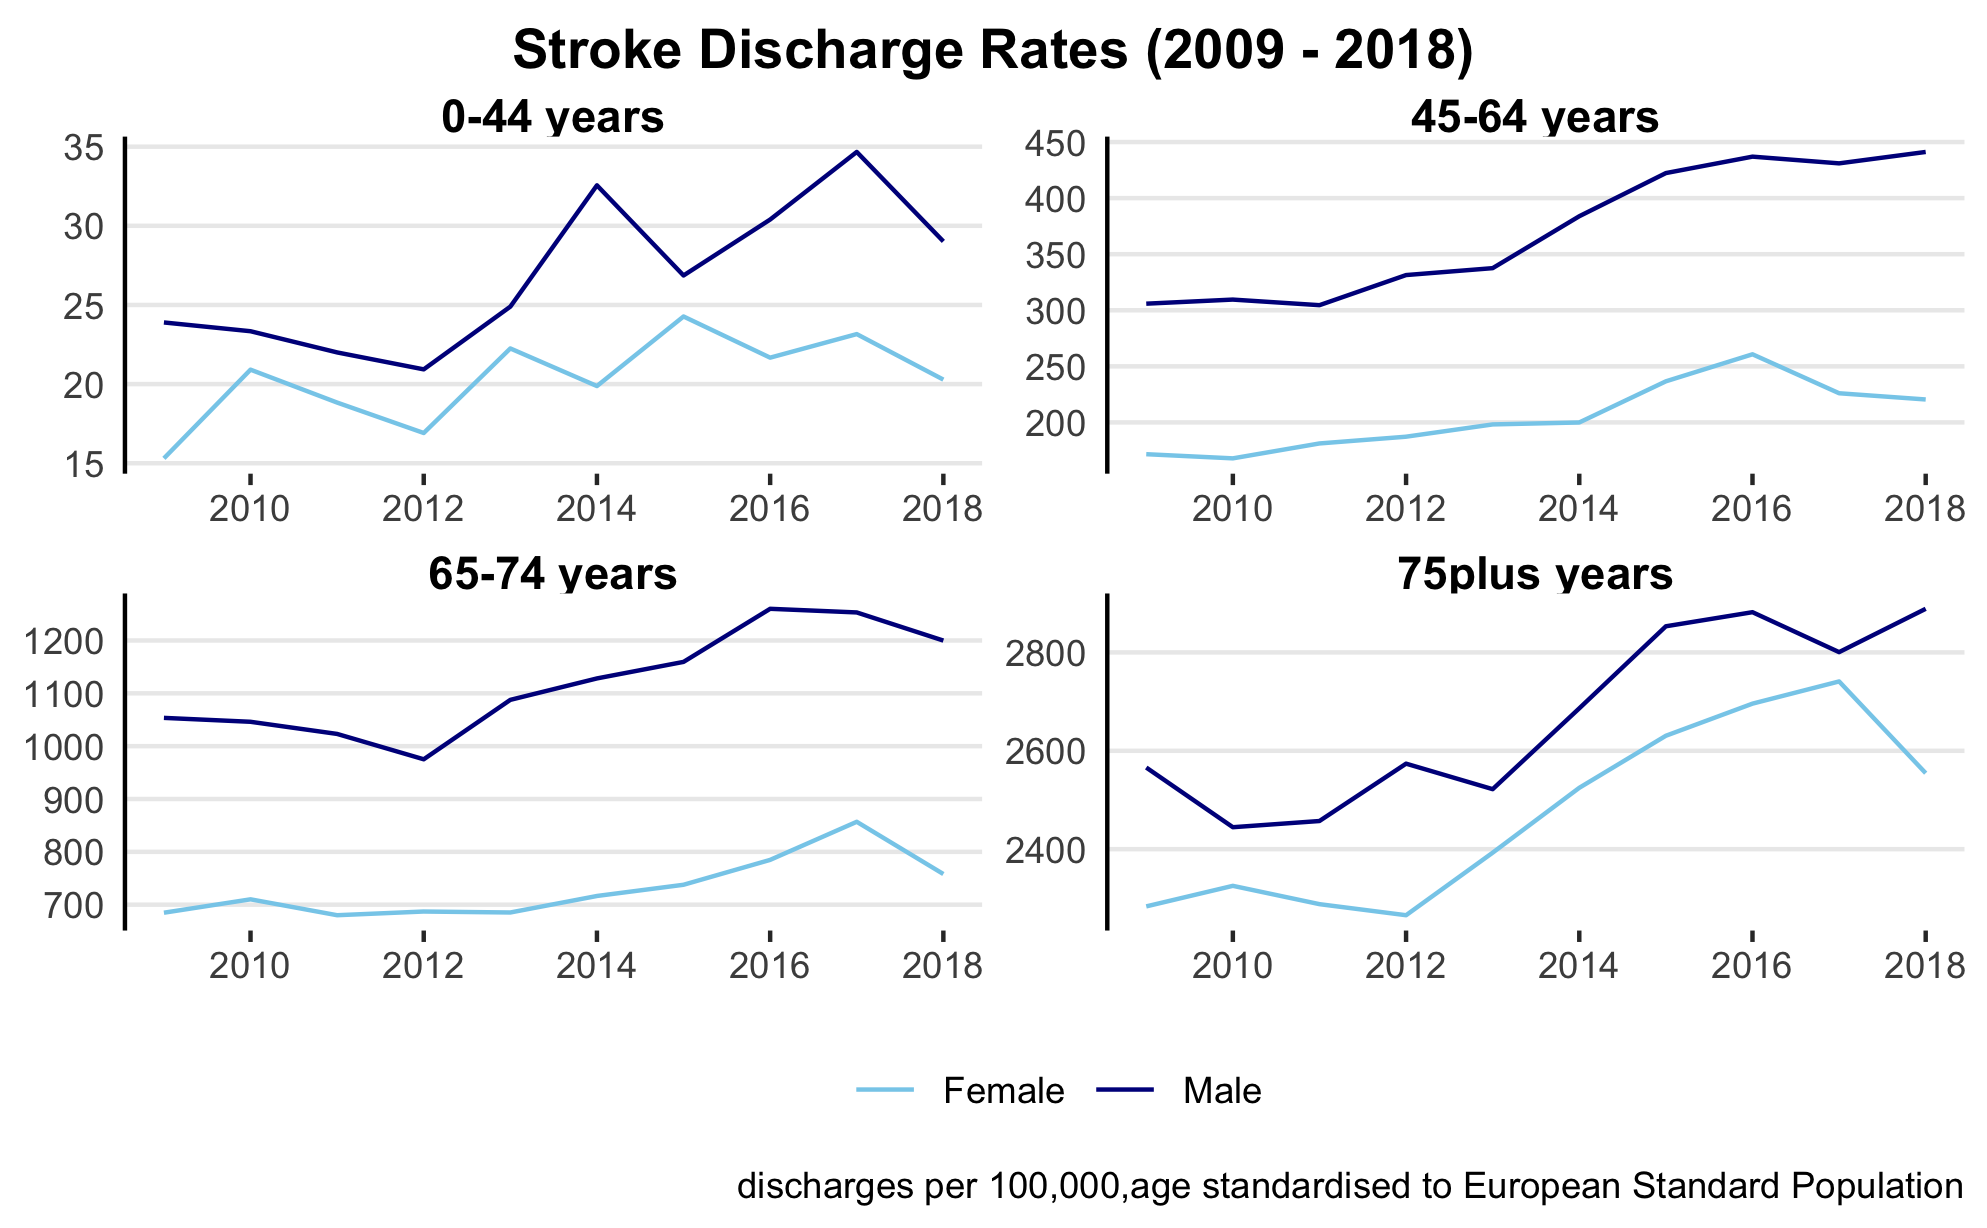 Stroke Discharge Rates (2009 - 2018)
0-44 years
35
30
25
20
15
2010 2012 2014 2016 2018
45-64 years
450
400
350
300
250
200
2010 2012 2014 2016 2018
65-74 years
1200
1100
1000
900
800
700
2010 2012 2014 2016 2018
75plus years
2800
2600
2400
2010 2012 2014 2016 2018
Female Male
discharges per 100,000,age standardised to European Standard Population